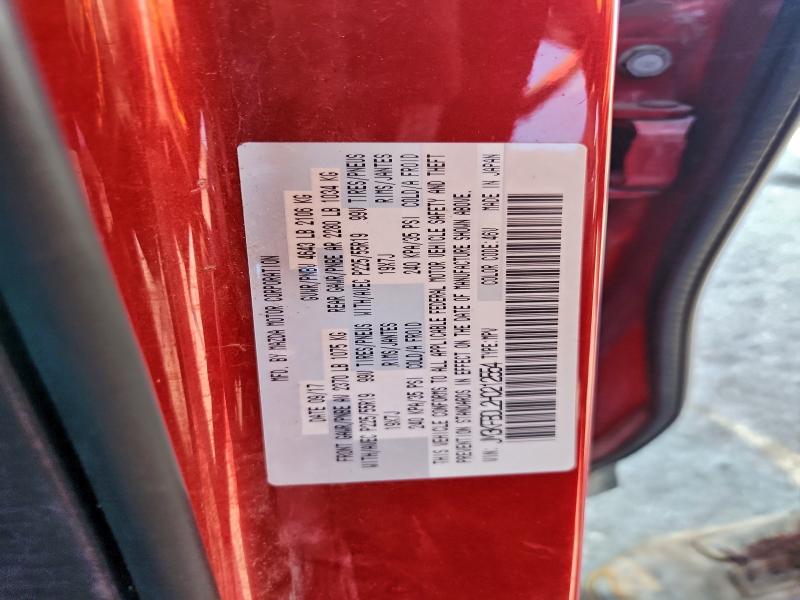 MFD. BY MAZDA MOTOR CORPORATION
DATE 09/17 GVWR/PNBV 4643 LB 2106 KG
FRONT GAWR/PNBE AV 2370 LB 1075 KG REAR GAWR/PNBE AR 2280 LB 1034 KG
WITH/AVEC P225/55R19 99V TIRES/PNEUS WITH/AVEC P225/55R19 99V TIRES/PNEUS
19X7J RIMS/JANTES 19X7J RIMS/JANTES
240 KPA/35 PSI COLD/A FROID 240 KPA/35 PSI COLD/A FROID
THIS VEHICLE CONFORMS TO ALL APPLICABLE FEDERAL MOTOR VEHICLE SAFETY AND THEFT
PREVENTION STANDARDS IN EFFECT ON THE DATE OF MANUFACTURE SHOWN ABOVE.
VIN: TYPE:MPV COLOR CODE:46V MADE IN JAPAN